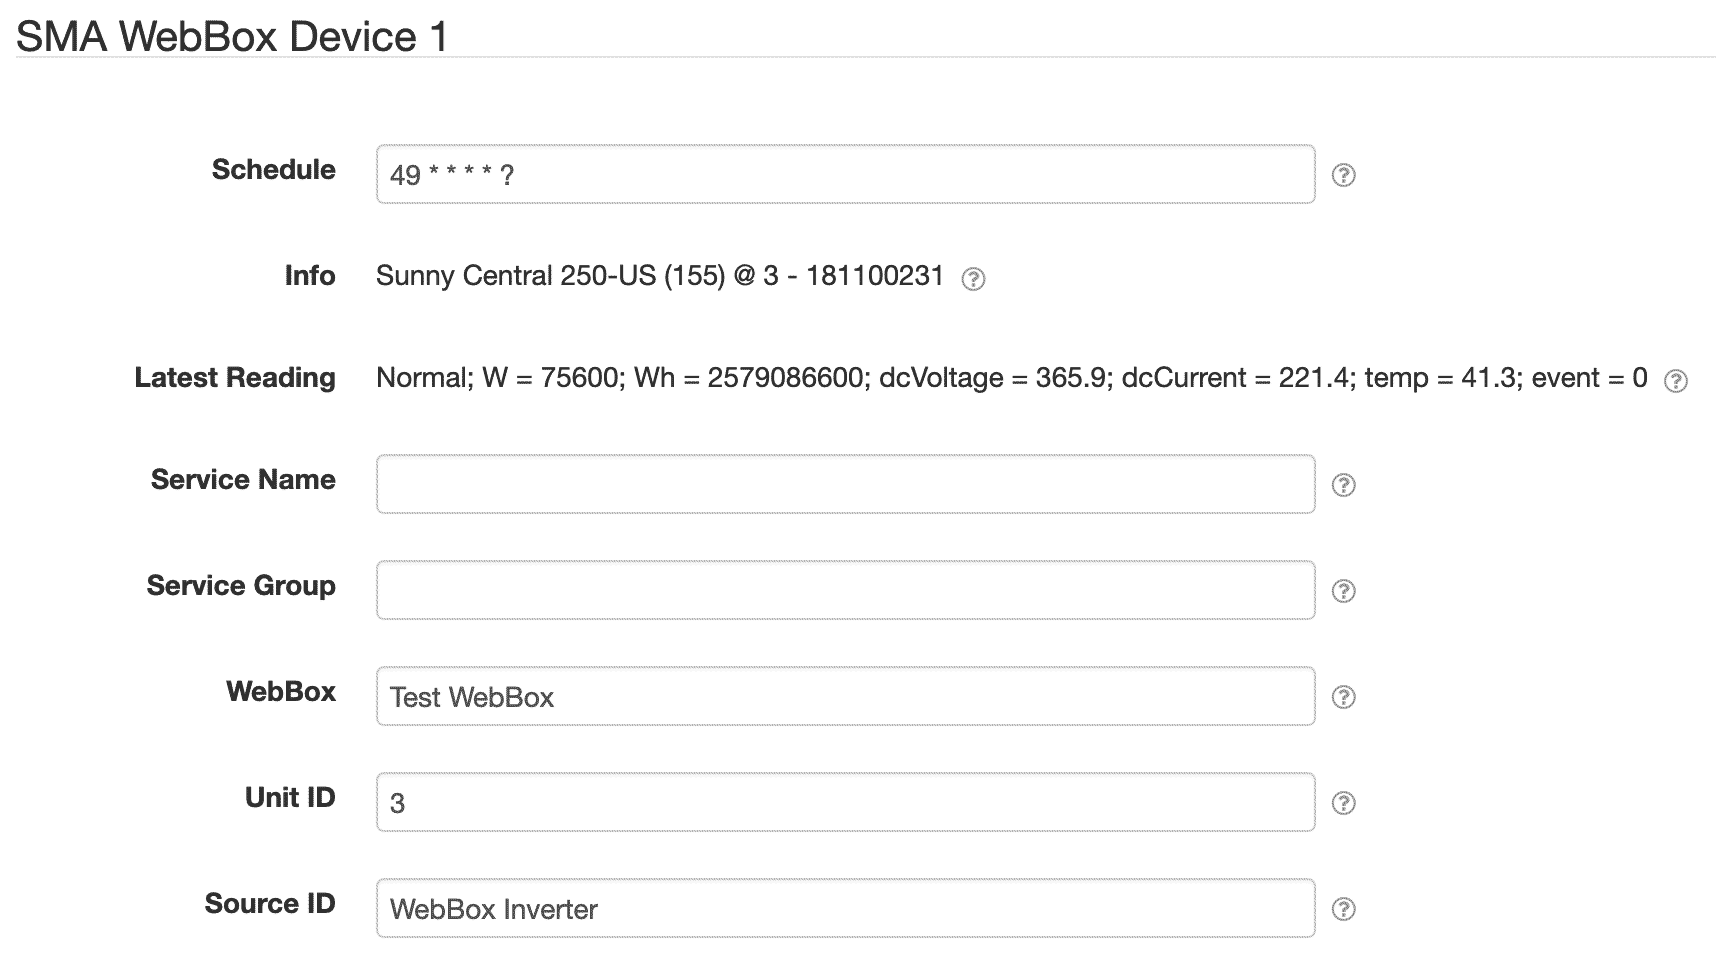 SMA WebBox Device 1
Schedule 49 * * * * ?
Info Sunny Central 250-US (155) @ 3 - 181100231
Latest Reading Normal; W = 75600; Wh = 2579086600; dcVoltage = 365.9; dcCurrent = 221.4; temp = 41.3; event = 0
Service Name
Service Group
WebBox Test WebBox
Unit ID 3
Source ID WebBox Inverter